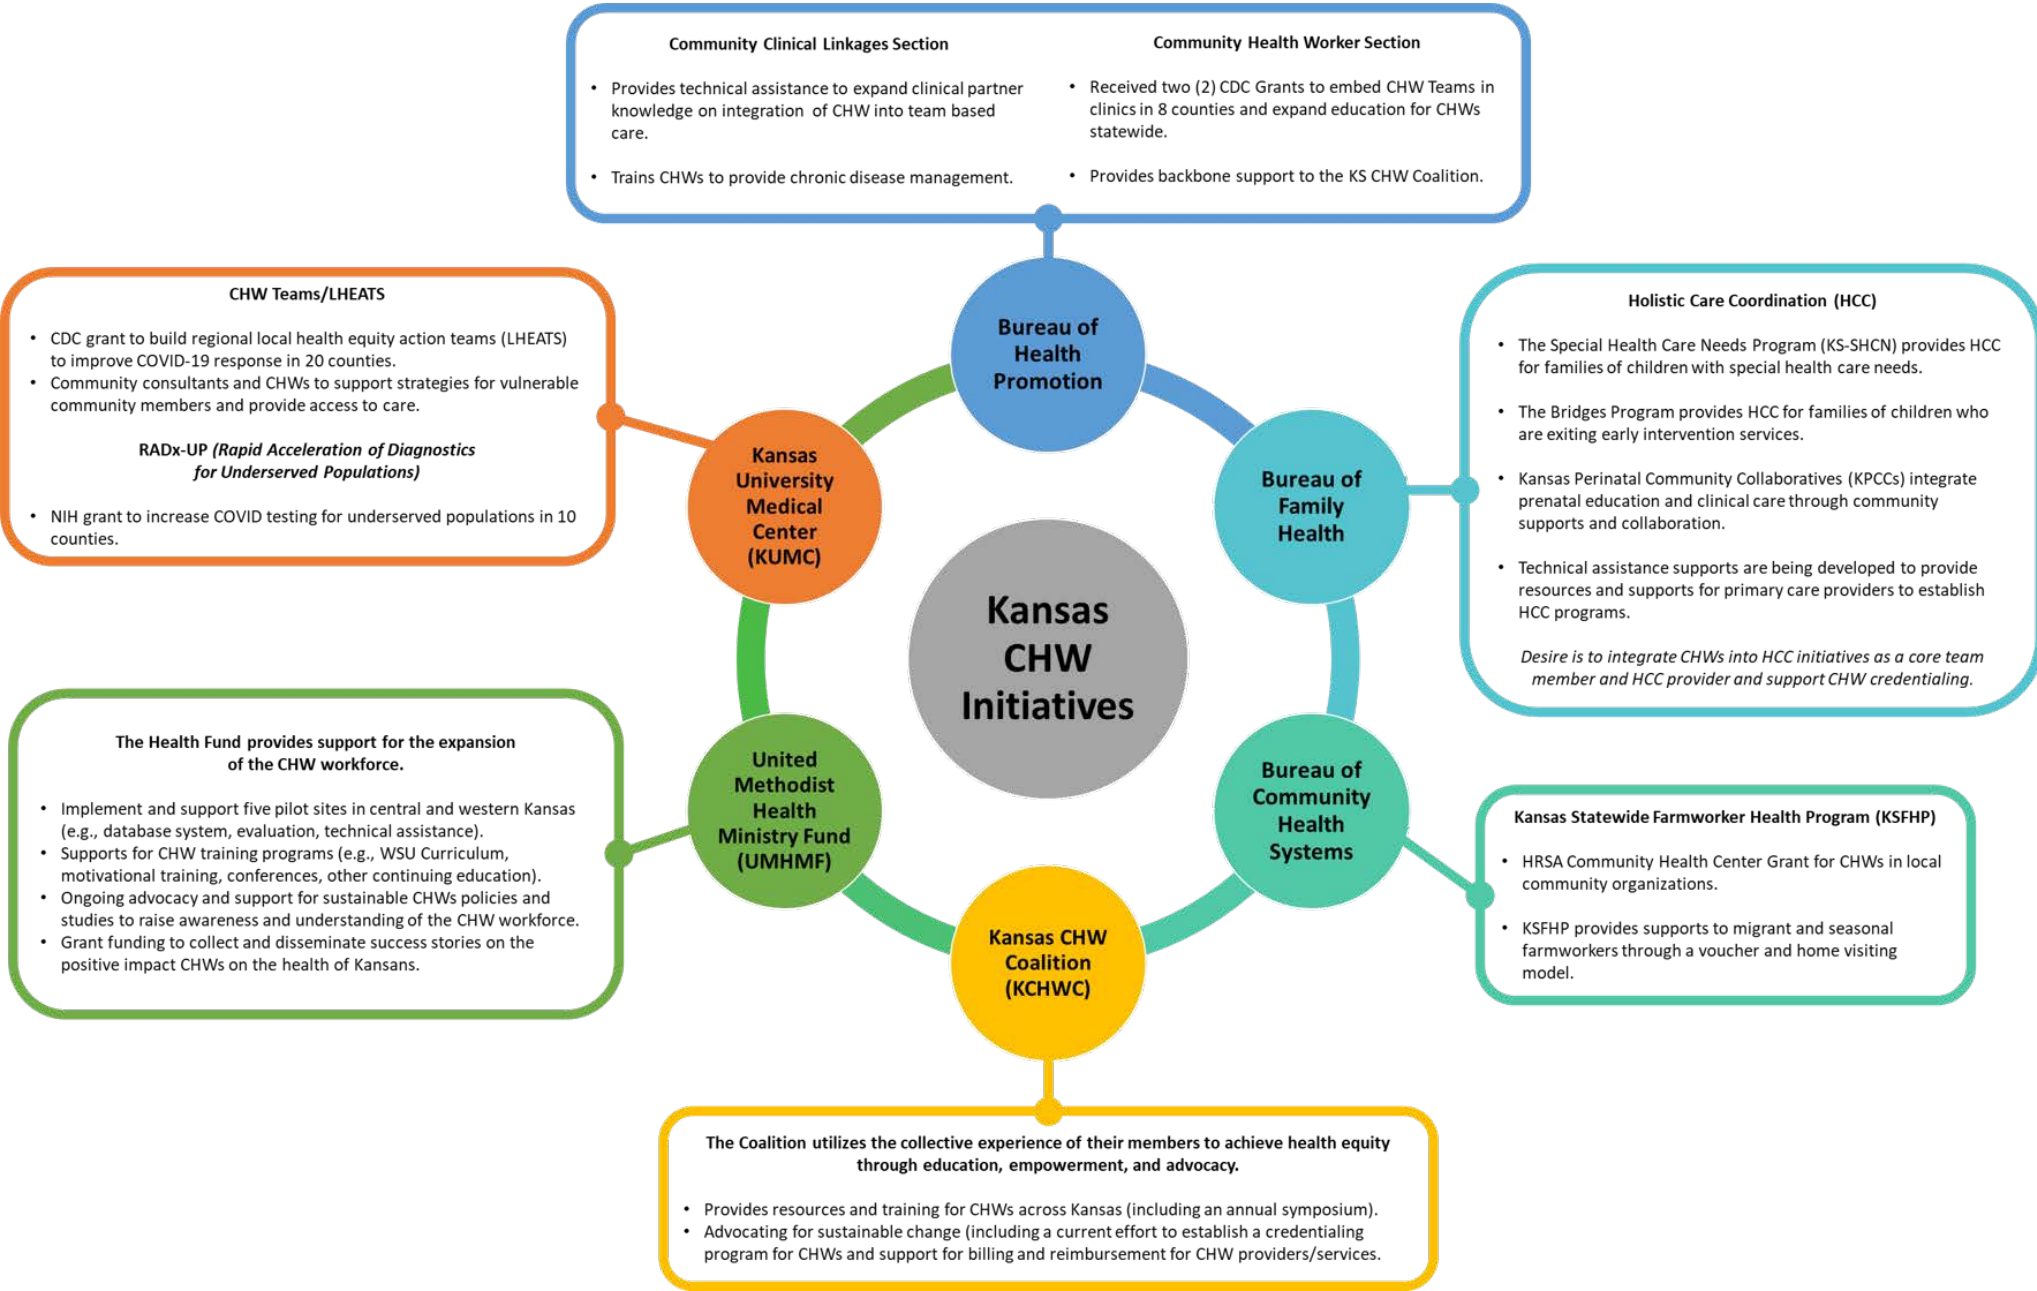 Community Clinical Linkages Section
• Provides technical assistance to expand clinical partner
knowledge on integration of CHW into team based
care.
• Trains CHWs to provide chronic disease management.
Community Health Worker Section
• Received two (2) CDC Grants to embed CHW Teams in
clinics in 8 counties and expand education for CHWs
statewide.
• Provides backbone support to the KS CHW Coalition.
CHW Teams/LHEATS
• CDC grant to build regional local health equity action teams (LHEATS)
to improve COVID-19 response in 20 counties.
• Community consultants and CHWs to support strategies for vulnerable
community members and provide access to care.
RADx-UP (Rapid Acceleration of Diagnostics
for Underserved Populations)
• NIH grant to increase COVID testing for underserved populations in 10
counties.
Bureau of
Health
Promotion
Kansas
University
Medical
Center
(KUMC)
Bureau of
Family
Health
Holistic Care Coordination (HCC)
• The Special Health Care Needs Program (KS-SHCN) provides HCC
for families of children with special health care needs.
• The Bridges Program provides HCC for families of children who
are exiting early intervention services.
• Kansas Perinatal Community Collaboratives (KPCCs) integrate
prenatal education and clinical care through community
supports and collaboration.
• Technical assistance supports are being developed to provide
resources and supports for primary care providers to establish
HCC programs.
Desire is to integrate CHWs into HCC initiatives as a core team
member and HCC provider and support CHW credentialing.
Kansas
CHW
Initiatives
The Health Fund provides support for the expansion
of the CHW workforce.
• Implement and support five pilot sites in central and western Kansas
(e.g., database system, evaluation, technical assistance).
• Supports for CHW training programs (e.g., WSU Curriculum,
motivational training, conferences, other continuing education).
• Ongoing advocacy and support for sustainable CHWs policies and
studies to raise awareness and understanding of the CHW workforce.
• Grant funding to collect and disseminate success stories on the
positive impact CHWs on the health of Kansans.
United
Methodist
Health
Ministry Fund
(UMHMF)
Bureau of
Community
Health
Systems
Kansas Statewide Farmworker Health Program (KSFHP)
• HRSA Community Health Center Grant for CHWs in local
community organizations.
• KSFHP provides supports to migrant and seasonal
farmworkers through a voucher and home visiting
model.
Kansas CHW
Coalition
(KCHWC)
The Coalition utilizes the collective experience of their members to achieve health equity
through education, empowerment, and advocacy.
• Provides resources and training for CHWs across Kansas (including an annual symposium).
• Advocating for sustainable change (including a current effort to establish a credentialing
program for CHWs and support for billing and reimbursement for CHW providers/services.